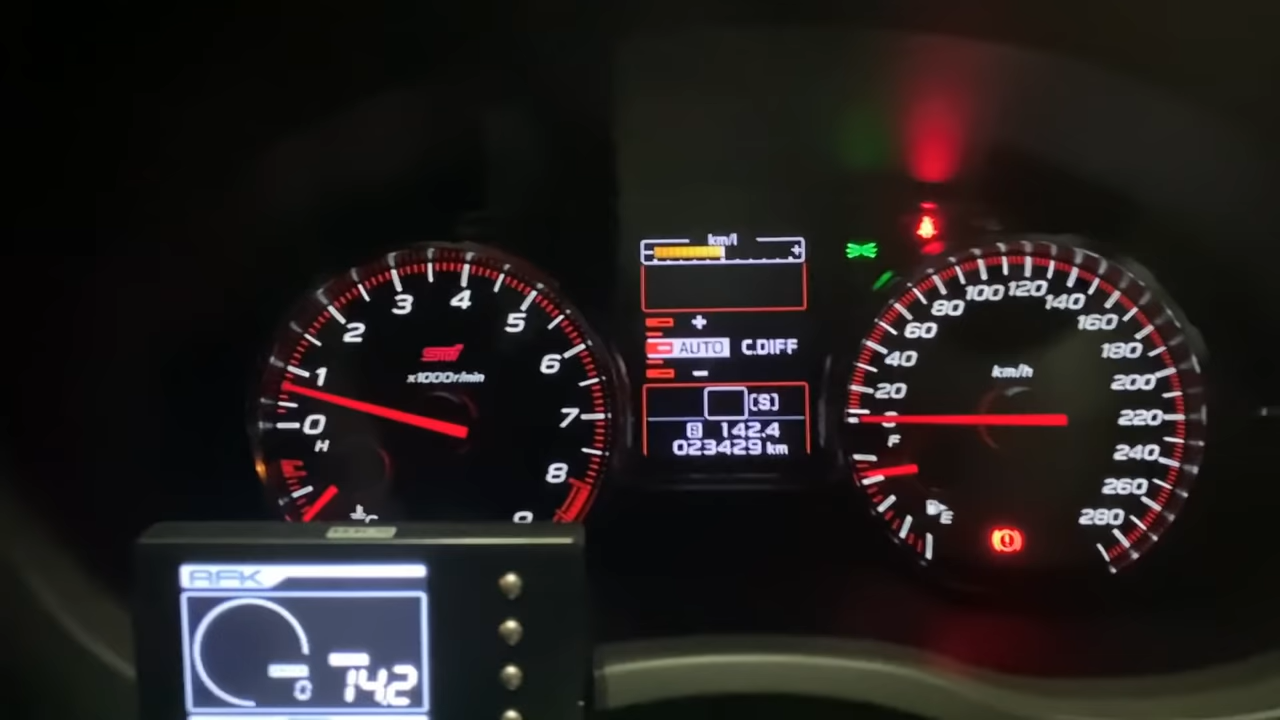 km/l
- +
0 1 2 3 4 5 6 7 8
STI
x1000r/min
H
+
AUTO C.DIFF
-
[S]
142.4
023429 km
0 20 40 60 80 100 120 140 160 180 200 220 240 260 280
km/h
F
E
0
14.2